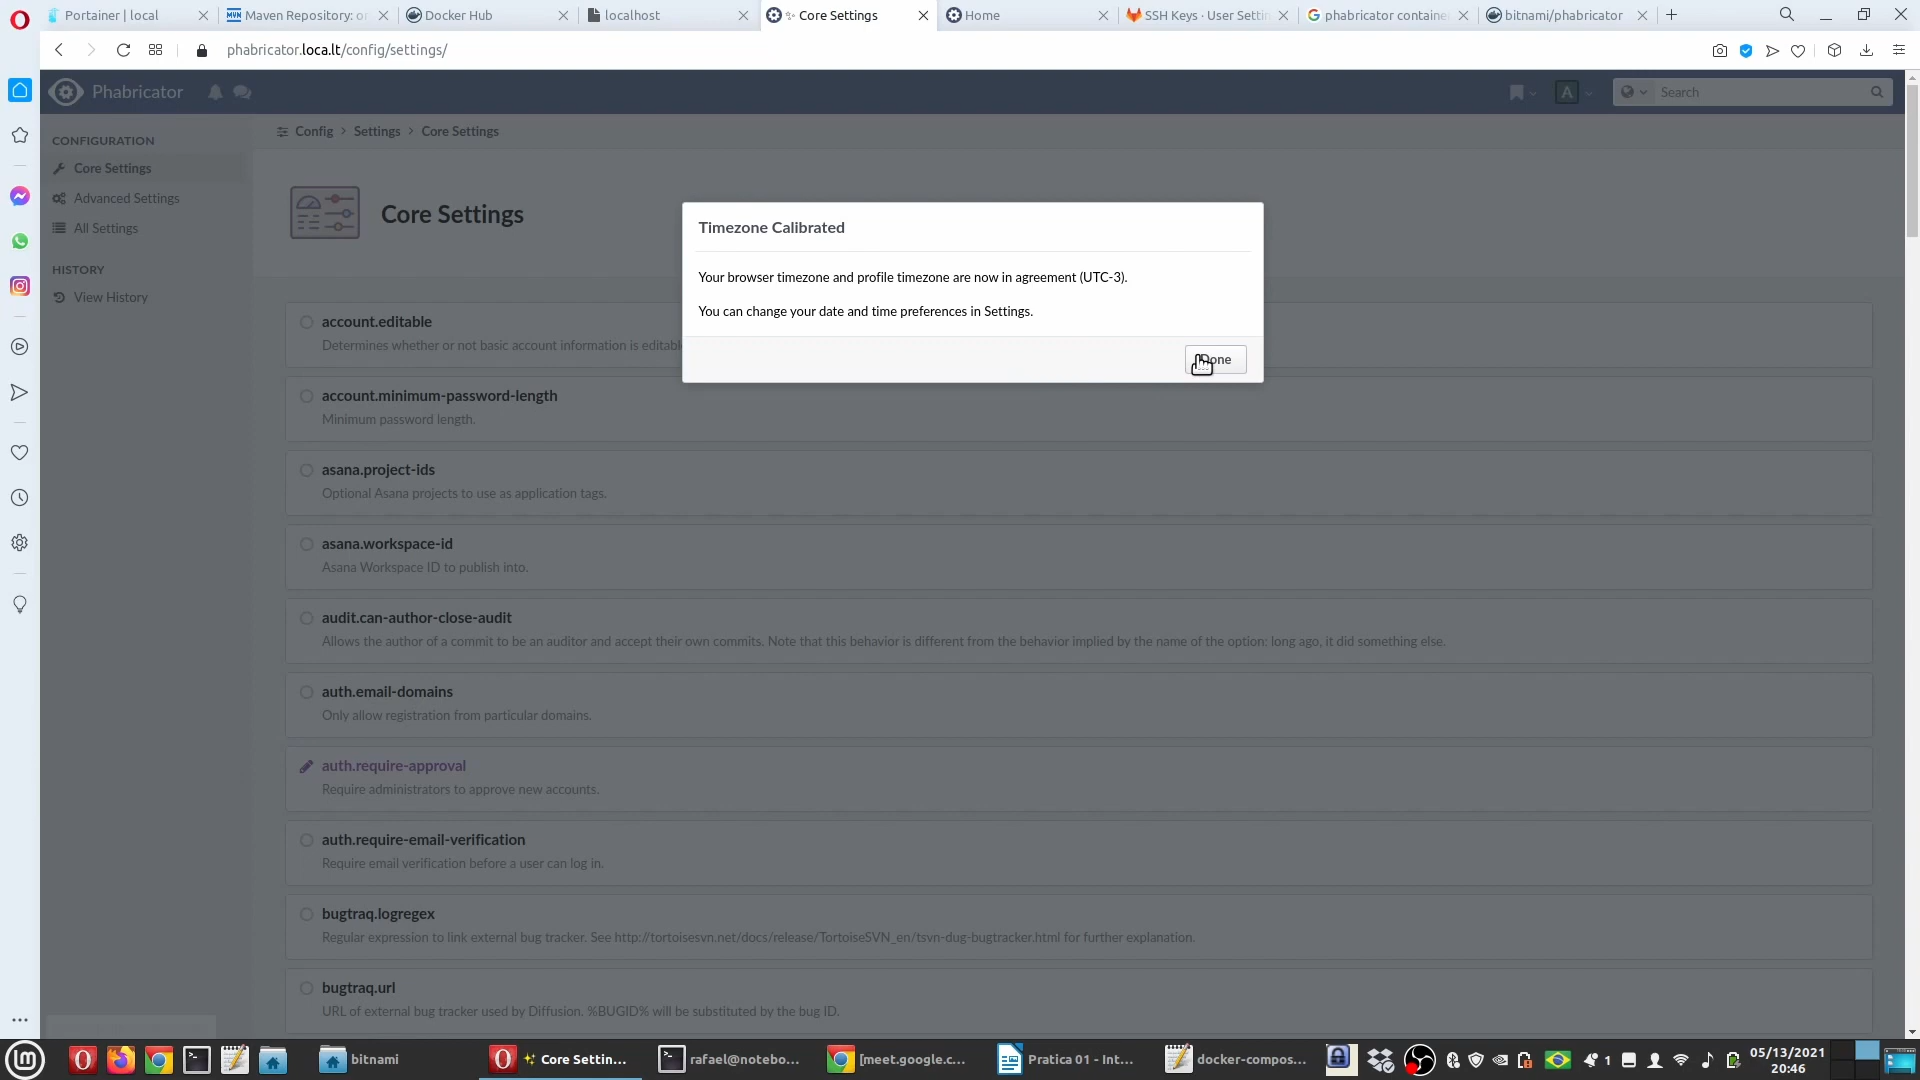 Portainer | local
Maven Repository: o
Docker Hub
localhost
✨ Core Settings
Home
SSH Keys · User Settin
phabricator containe
bitnami/phabricator
phabricator.loca.lt/config/settings/
Phabricator
A
Search
CONFIGURATION
Core Settings
Advanced Settings
All Settings
HISTORY
View History
Config > Settings > Core Settings
Core Settings
Timezone Calibrated
Your browser timezone and profile timezone are now in agreement (UTC-3).
You can change your date and time preferences in Settings.
Done
account.editable
Determines whether or not basic account information is editabl
account.minimum-password-length
Minimum password length.
asana.project-ids
Optional Asana projects to use as application tags.
asana.workspace-id
Asana Workspace ID to publish into.
audit.can-author-close-audit
Allows the author of a commit to be an auditor and accept their own commits. Note that this behavior is different from the behavior implied by the name of the option: long ago, it did something else.
auth.email-domains
Only allow registration from particular domains.
auth.require-approval
Require administrators to approve new accounts.
auth.require-email-verification
Require email verification before a user can log in.
bugtraq.logregex
Regular expression to link external bug tracker. See http://tortoisesvn.net/docs/release/TortoiseSVN_en/tsvn-dug-bugtracker.html for further explanation.
bugtraq.url
URL of external bug tracker used by Diffusion. %BUGID% will be substituted by the bug ID.
bitnami
✨ Core Settin...
rafael@notebo...
[meet.google.c...
Pratica 01 - Int...
docker-compos...
1
05/13/2021
20:46